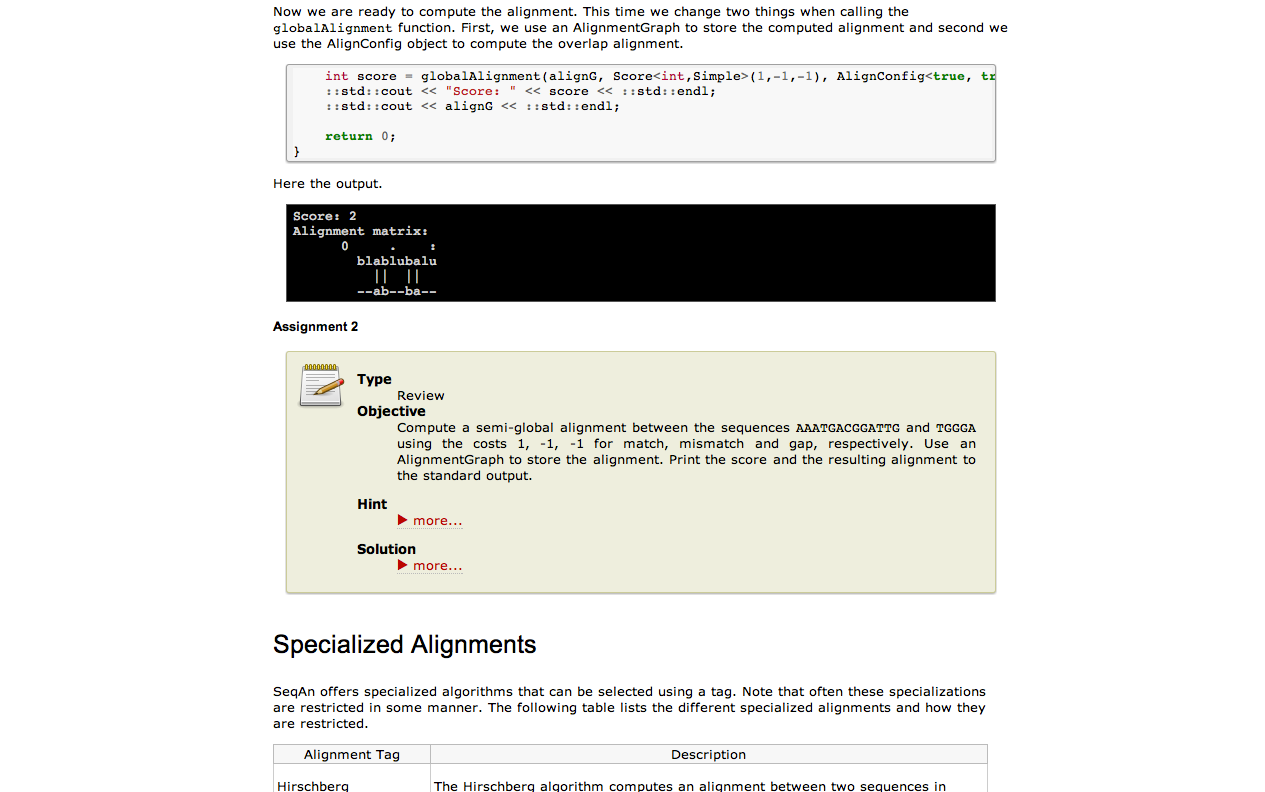 Now we are ready to compute the alignment. This time we change two things when calling the
globalAlignment function. First, we use an AlignmentGraph to store the computed alignment and second we
use the AlignConfig object to compute the overlap alignment.
int score = globalAlignment(alignG, Score<int,Simple>(1,-1,-1), AlignConfig<true, tr
::std::cout << "Score: " << score << ::std::endl;
::std::cout << alignG << ::std::endl;
return 0;
}
Here the output.
Score: 2
Alignment matrix:
0     .    :
blablubalu
||  ||
--ab--ba--
Assignment 2
Type
Review
Objective
Compute a semi-global alignment between the sequences AAATGACGGATTG and TGGGA
using the costs 1, -1, -1 for match, mismatch and gap, respectively. Use an
AlignmentGraph to store the alignment. Print the score and the resulting alignment to
the standard output.
Hint
▶ more...
Solution
▶ more...
Specialized Alignments
SeqAn offers specialized algorithms that can be selected using a tag. Note that often these specializations
are restricted in some manner. The following table lists the different specialized alignments and how they
are restricted.
Alignment Tag Description
Hirschberg The Hirschberg algorithm computes an alignment between two sequences in